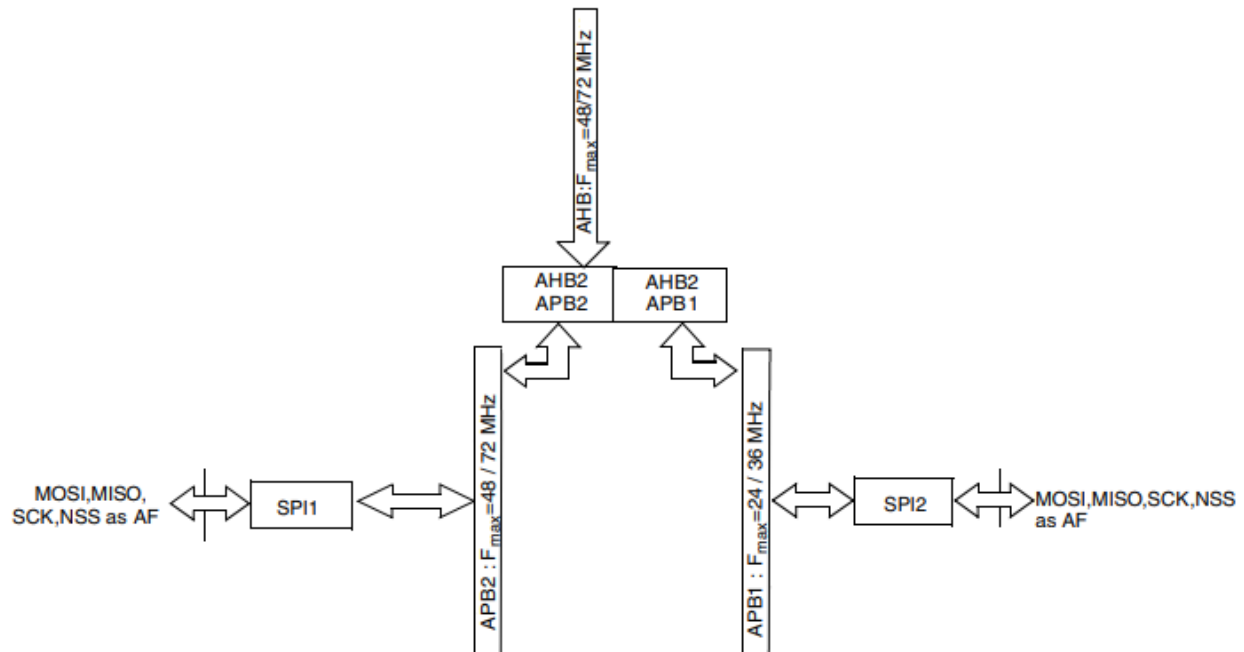 AHB:Fmax=48/72 MHz
AHB2
APB2
AHB2
APB1
APB2 : Fmax=48 / 72 MHz
APB1 : Fmax=24 / 36 MHz
MOSI,MISO,
SCK,NSS as AF
SPI1
SPI2
MOSI,MISO,SCK,NSS
as AF